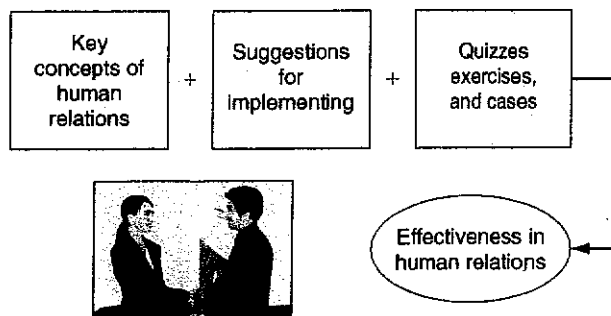 Key
concepts of
human
relations
+
Suggestions
for
implementing
+
Quizzes
exercises,
and cases
Effectiveness in
human relations